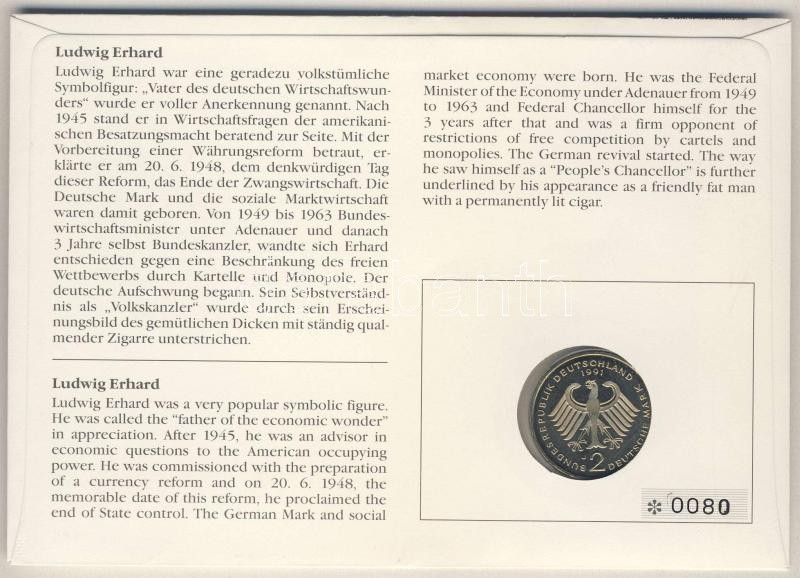 Ludwig Erhard
Ludwig Erhard war eine geradezu volkstümliche
Symbolfigur: „Vater des deutschen Wirtschaftswun-
ders“ wurde er voller Anerkennung genannt. Nach
1945 stand er in Wirtschaftsfragen der amerikani-
schen Besatzungsmacht beratend zur Seite. Mit der
Vorbereitung einer Währungsreform betraut, er-
klärte er am 20. 6. 1948, dem denkwürdigen Tag
dieser Reform, das Ende der Zwangswirtschaft. Die
Deutsche Mark und die soziale Marktwirtschaft
waren damit geboren. Von 1949 bis 1963 Bundes-
wirtschaftsminister unter Adenauer und danach
3 Jahre selbst Bundeskanzler, wandte sich Erhard
entschieden gegen eine Beschränkung des freien
Wettbewerbs durch Kartelle und Monopole. Der
deutsche Aufschwung begann. Sein Selbstverständ-
nis als „Volkskanzler“ wurde durch sein Erschei-
nungsbild des gemütlichen Dicken mit ständig qual-
mender Zigarre unterstrichen.
Ludwig Erhard
Ludwig Erhard was a very popular symbolic figure.
He was called the “father of the economic wonder”
in appreciation. After 1945, he was an advisor in
economic questions to the American occupying
power. He was commissioned with the preparation
of a currency reform and on 20. 6. 1948, the
memorable date of this reform, he proclaimed the
end of State control. The German Mark and social
market economy were born. He was the Federal
Minister of the Economy under Adenauer from 1949
to 1963 and Federal Chancellor himself for the
3 years after that and was a firm opponent of
restrictions of free competition by cartels and
monopolies. The German revival started. The way
he saw himself as a “People's Chancellor” is further
underlined by his appearance as a friendly fat man
with a permanently lit cigar.
BUNDESREPUBLIK DEUTSCHLAND
1991
J
2
DEUTSCHE MARK
✻ 0080